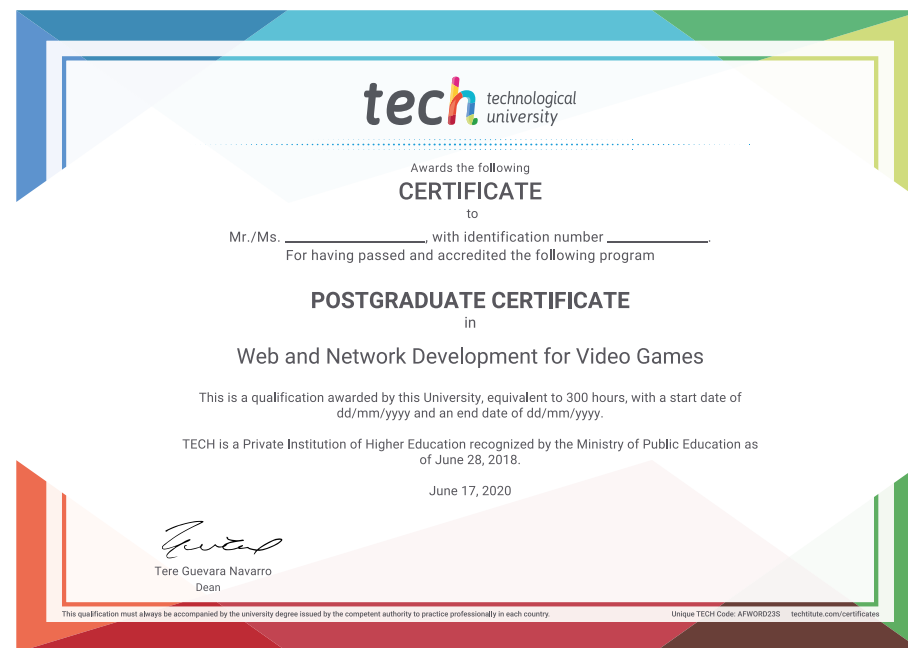 tech technological
university
Awards the following
CERTIFICATE
to
Mr./Ms. ____________________, with identification number ____________________.
For having passed and accredited the following program
POSTGRADUATE CERTIFICATE
in
Web and Network Development for Video Games
This is a qualification awarded by this University, equivalent to 300 hours, with a start date of
dd/mm/yyyy and an end date of dd/mm/yyyy.
TECH is a Private Institution of Higher Education recognized by the Ministry of Public Education as
of June 28, 2018.
June 17, 2020
Tere Guevara Navarro
Dean
This qualification must always be accompanied by the university degree issued by the competent authority to practice professionally in each country. Unique TECH Code: AFWORD23S techtitute.com/certificates